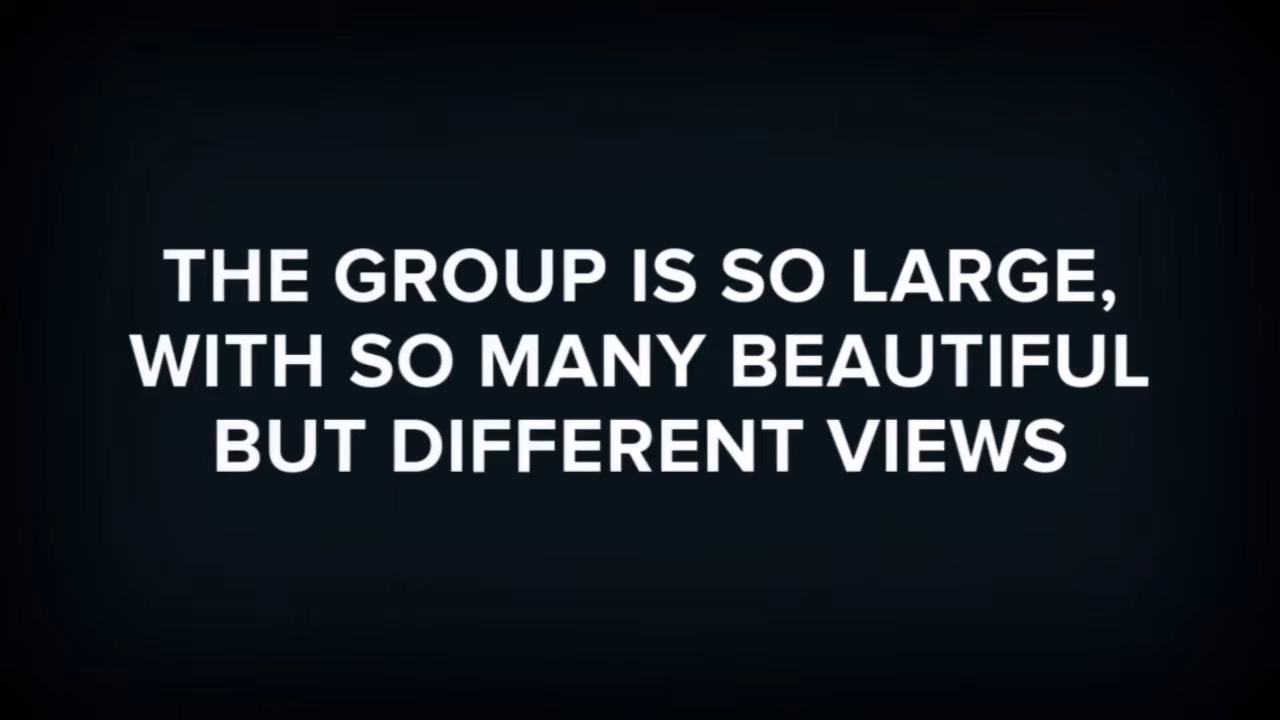 THE GROUP IS SO LARGE,
WITH SO MANY BEAUTIFUL
BUT DIFFERENT VIEWS